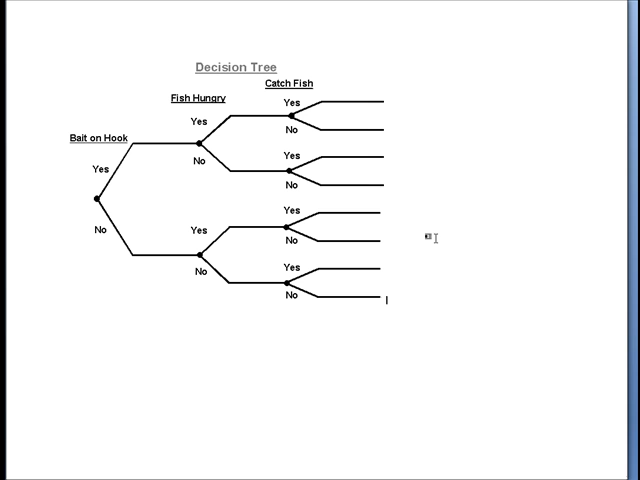 Decision Tree
Catch Fish
Fish Hungry
Bait on Hook
Yes
Yes
Yes
No
No
Yes
No
No
Yes
Yes
No
No
Yes
No